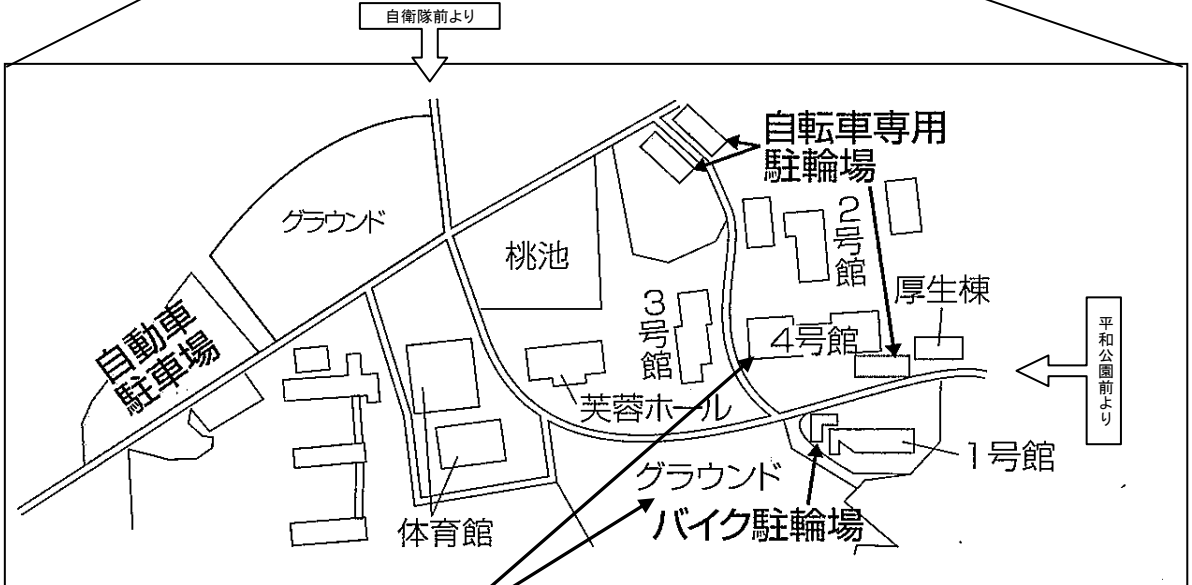 自衛隊前より
自転車専用
駐輪場
グラウンド
桃池
2号館
厚生棟
3号館
4号館
平和公園前より
自動車
駐車場
芙蓉ホール
1号館
グラウンド
体育館
バイク駐輪場